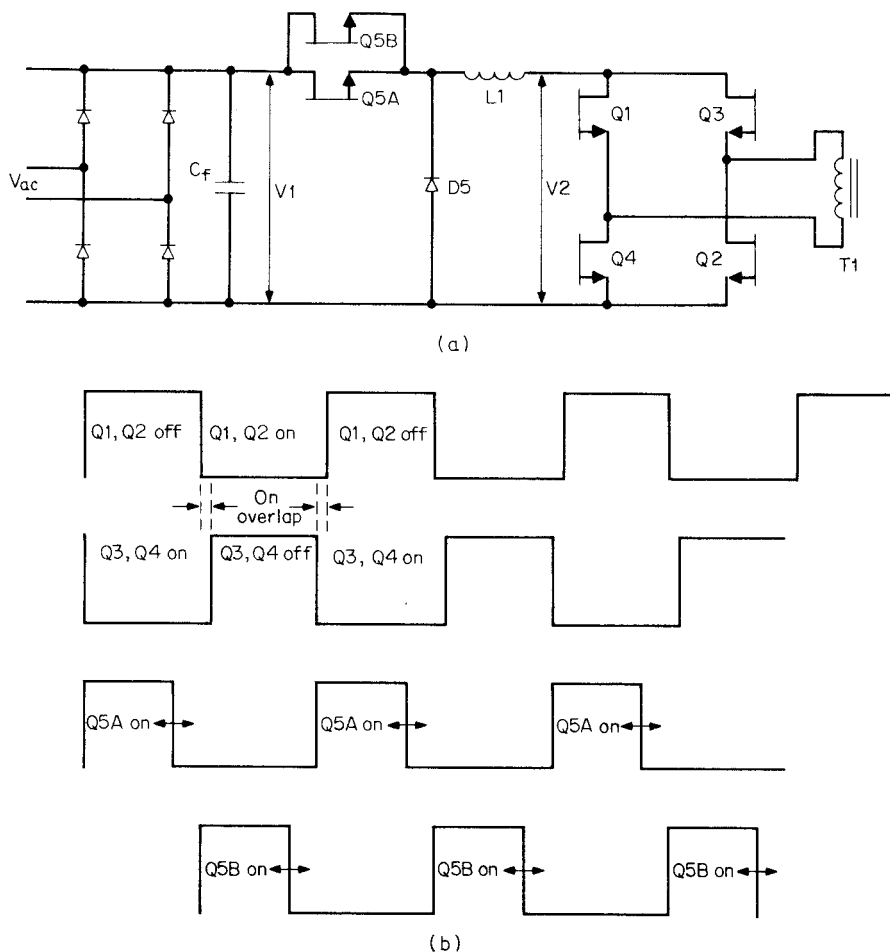 Q5B
Q5A
L1
Q1
Q3
Vac
Cf
V1
D5
V2
Q4
Q2
T1
(a)
Q1, Q2 off
Q1, Q2 on
Q1, Q2 off
On
overlap
Q3, Q4 on
Q3, Q4 off
Q3, Q4 on
Q5A on
Q5A on
Q5A on
Q5B on
Q5B on
Q5B on
(b)